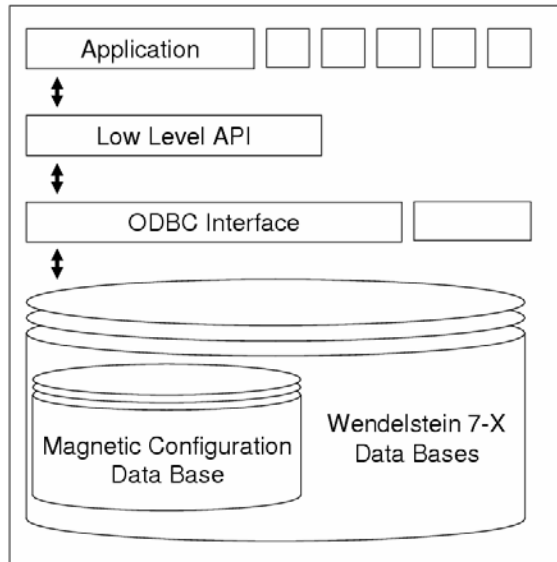 Application
Low Level API
ODBC Interface
Wendelstein 7-X
Data Bases
Magnetic Configuration
Data Base